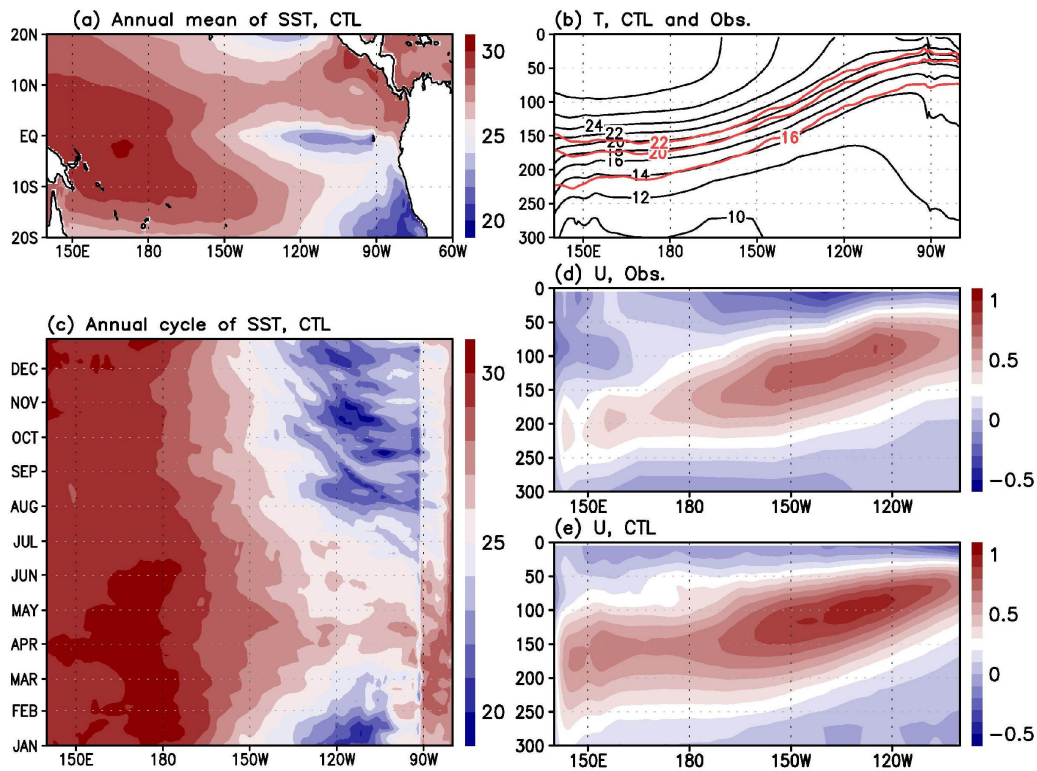 (a) Annual mean of SST, CTL
20N
10N
EQ
10S
20S
150E 180 150W 120W 90W 60W
30
25
20
(b) T, CTL and Obs.
0
50
100
150
200
250
300
24
22
20
18
16
14
12
10
22
20
16
150E 180 150W 120W 90W
(c) Annual cycle of SST, CTL
DEC
NOV
OCT
SEP
AUG
JUL
JUN
MAY
APR
MAR
FEB
JAN
150E 180 150W 120W 90W
30
25
20
(d) U, Obs.
0
50
100
150
200
250
300
150E 180 150W 120W
1
0.5
0
−0.5
(e) U, CTL
0
50
100
150
200
250
300
150E 180 150W 120W
1
0.5
0
−0.5